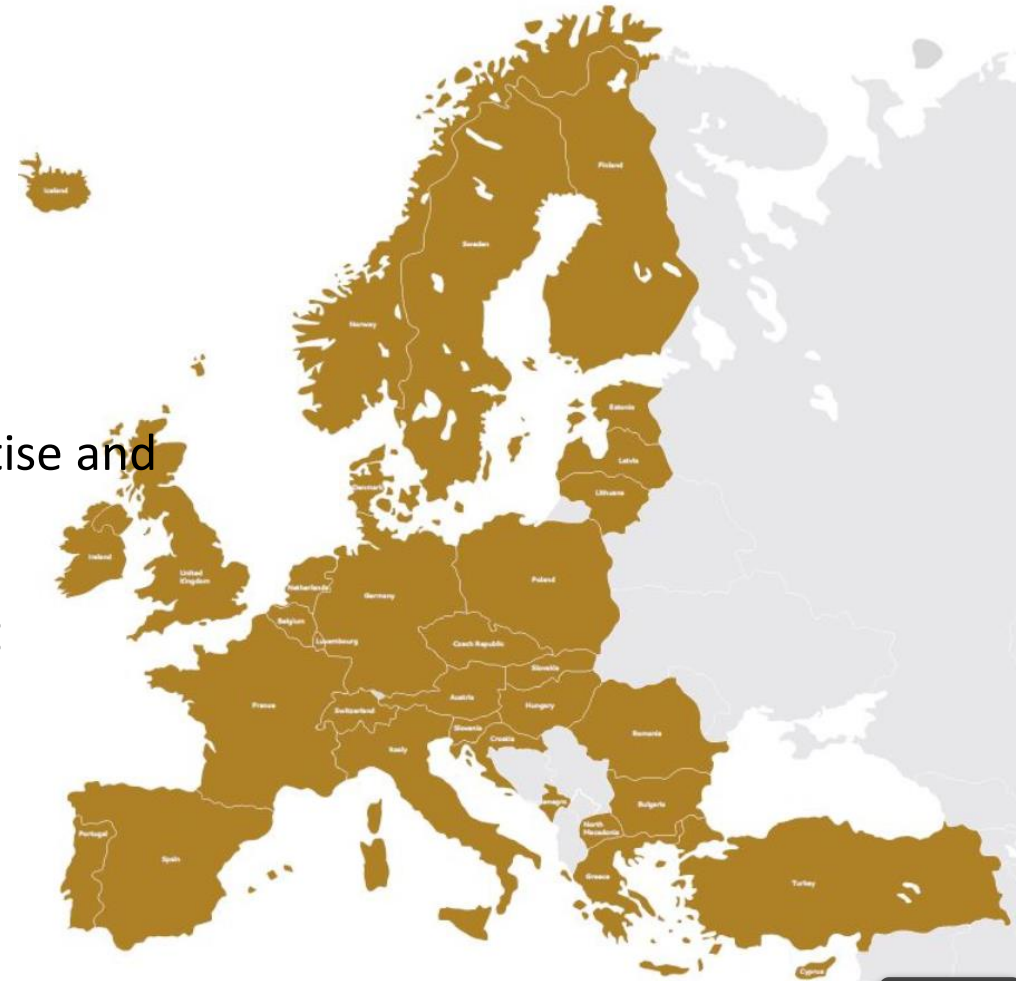 Iceland
Finland
Sweden
Norway
Estonia
tise and
Latvia
Denmark
Lithuania
Ireland
United
Kingdom
Netherlands
Germany
Poland
Belgium
Luxembourg
Czech Republic
Slovakia
Austria
France
Switzerland
Hungary
Slovenia
Croatia
Romania
Italy
enegro
Bulgaria
North
Macedonia
Portugal
Spain
Greece
Turkey
Cyprus